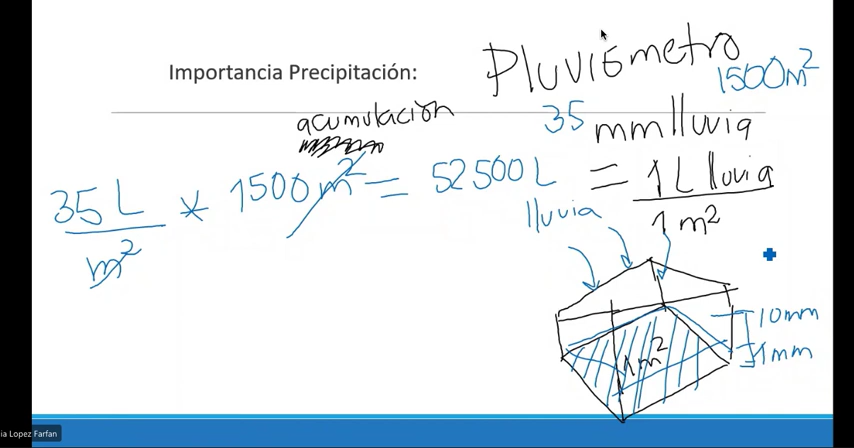 Importancia Precipitación:
Pluviómetro
1500m²
acumulación
35 mm lluvia
35 L / m² * 1500 m² = 52500 L
= 1 L lluvia / 1 m²
lluvia
10mm
1mm
1m²
ia Lopez Farfan